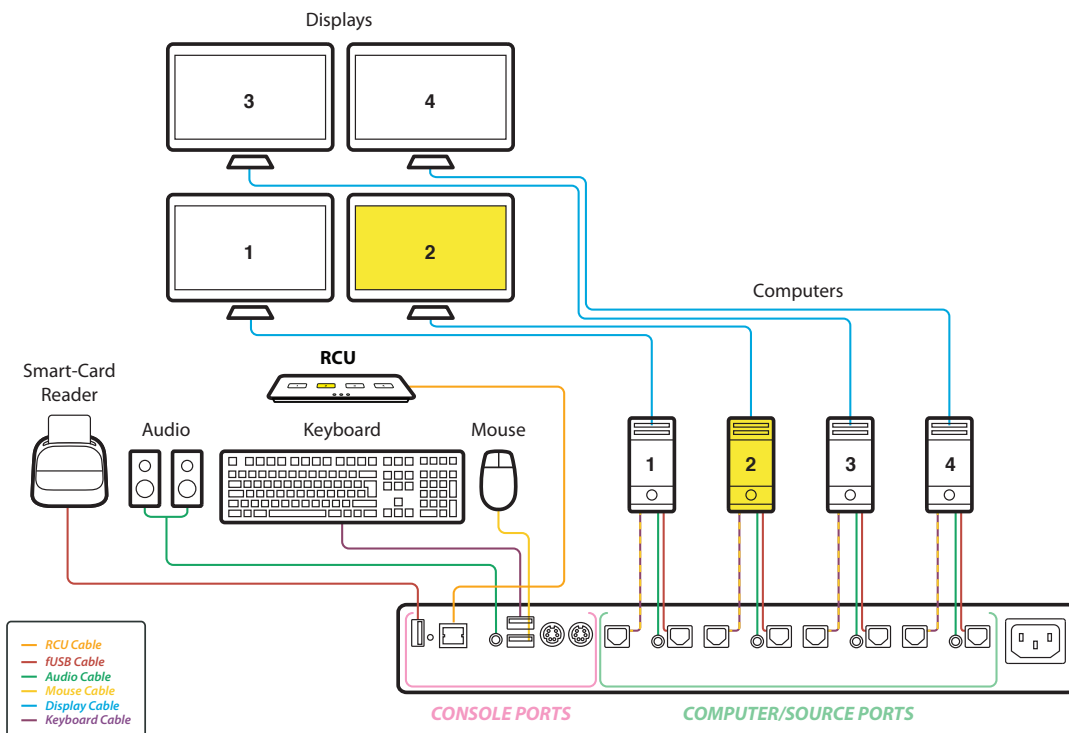 Displays
3
4
1
2
Computers
RCU
Smart-Card
Reader
Audio
Keyboard
Mouse
1
2
3
4
RCU Cable
fUSB Cable
Audio Cable
Mouse Cable
Display Cable
Keyboard Cable
CONSOLE PORTS
COMPUTER/SOURCE PORTS